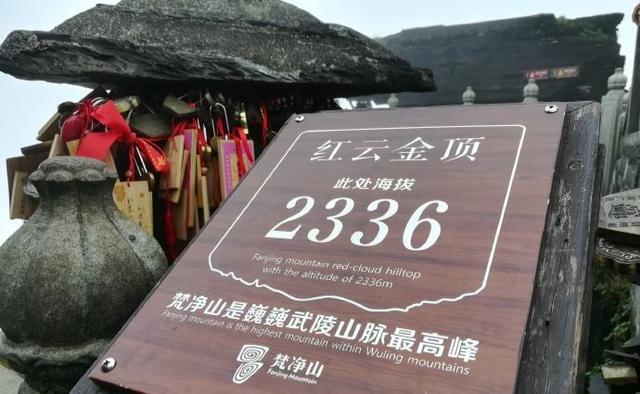 红云金顶
此处海拔
2336
Fanjing mountain red-cloud hilltop
with the altitude of 2336m
梵净山是巍巍武陵山脉最高峰
Fanjing mountain is the highest mountain within Wuling mountains
梵净山
Fanjing Mountain